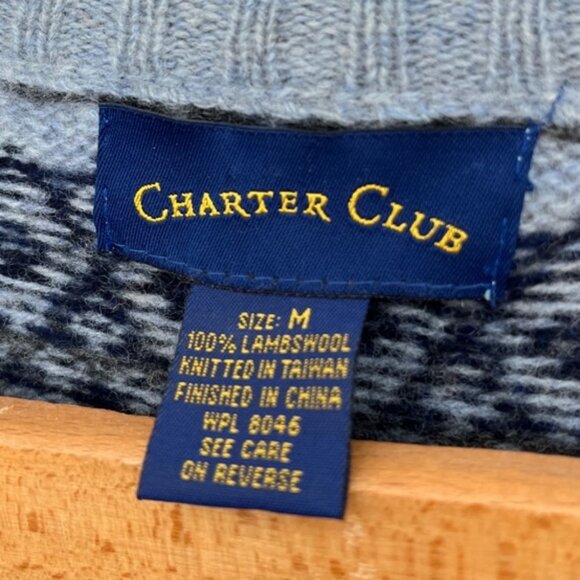 CHARTER CLUB
SIZE: M
100% LAMBSWOOL
KNITTED IN TAIWAN
FINISHED IN CHINA
WPL 8046
SEE CARE
ON REVERSE